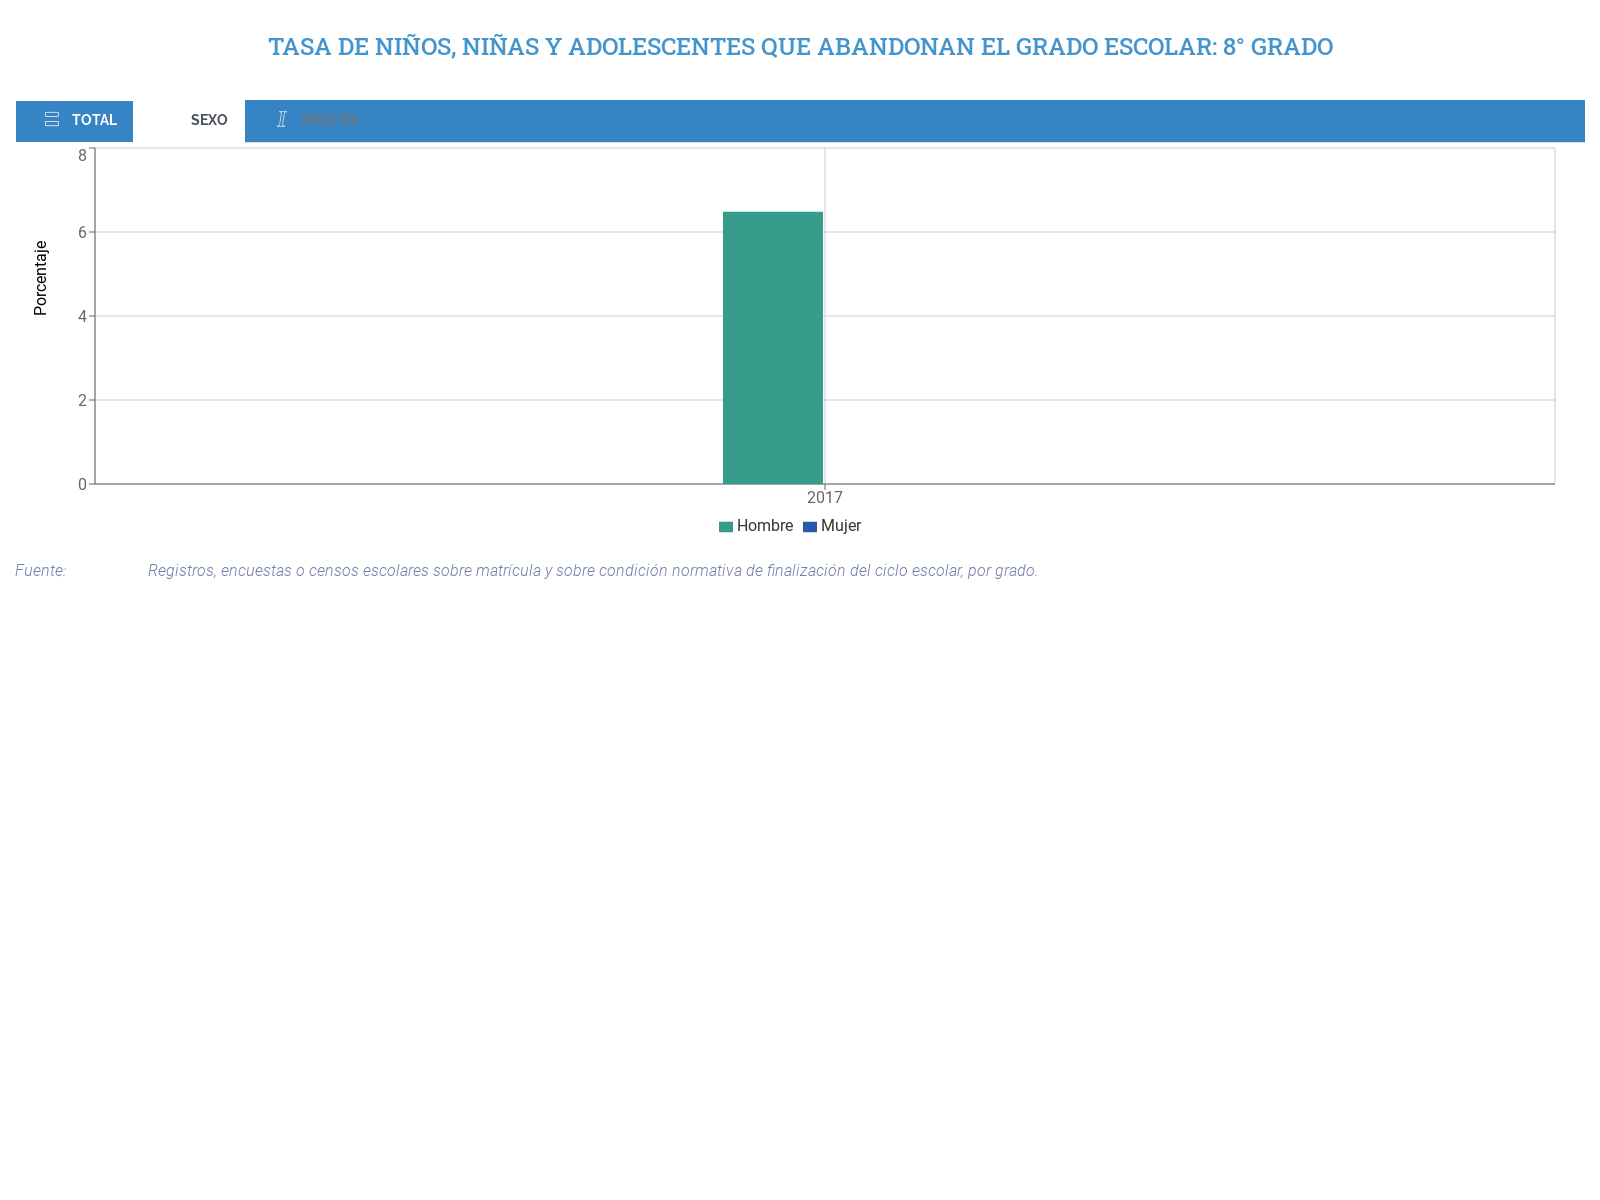 TASA DE NIÑOS, NIÑAS Y ADOLESCENTES QUE ABANDONAN EL GRADO ESCOLAR: 8° GRADO
TOTAL SEXO INDICES
8
6
4
2
0
Porcentaje
2017
Hombre Mujer
Fuente: Registros, encuestas o censos escolares sobre matrícula y sobre condición normativa de finalización del ciclo escolar, por grado.